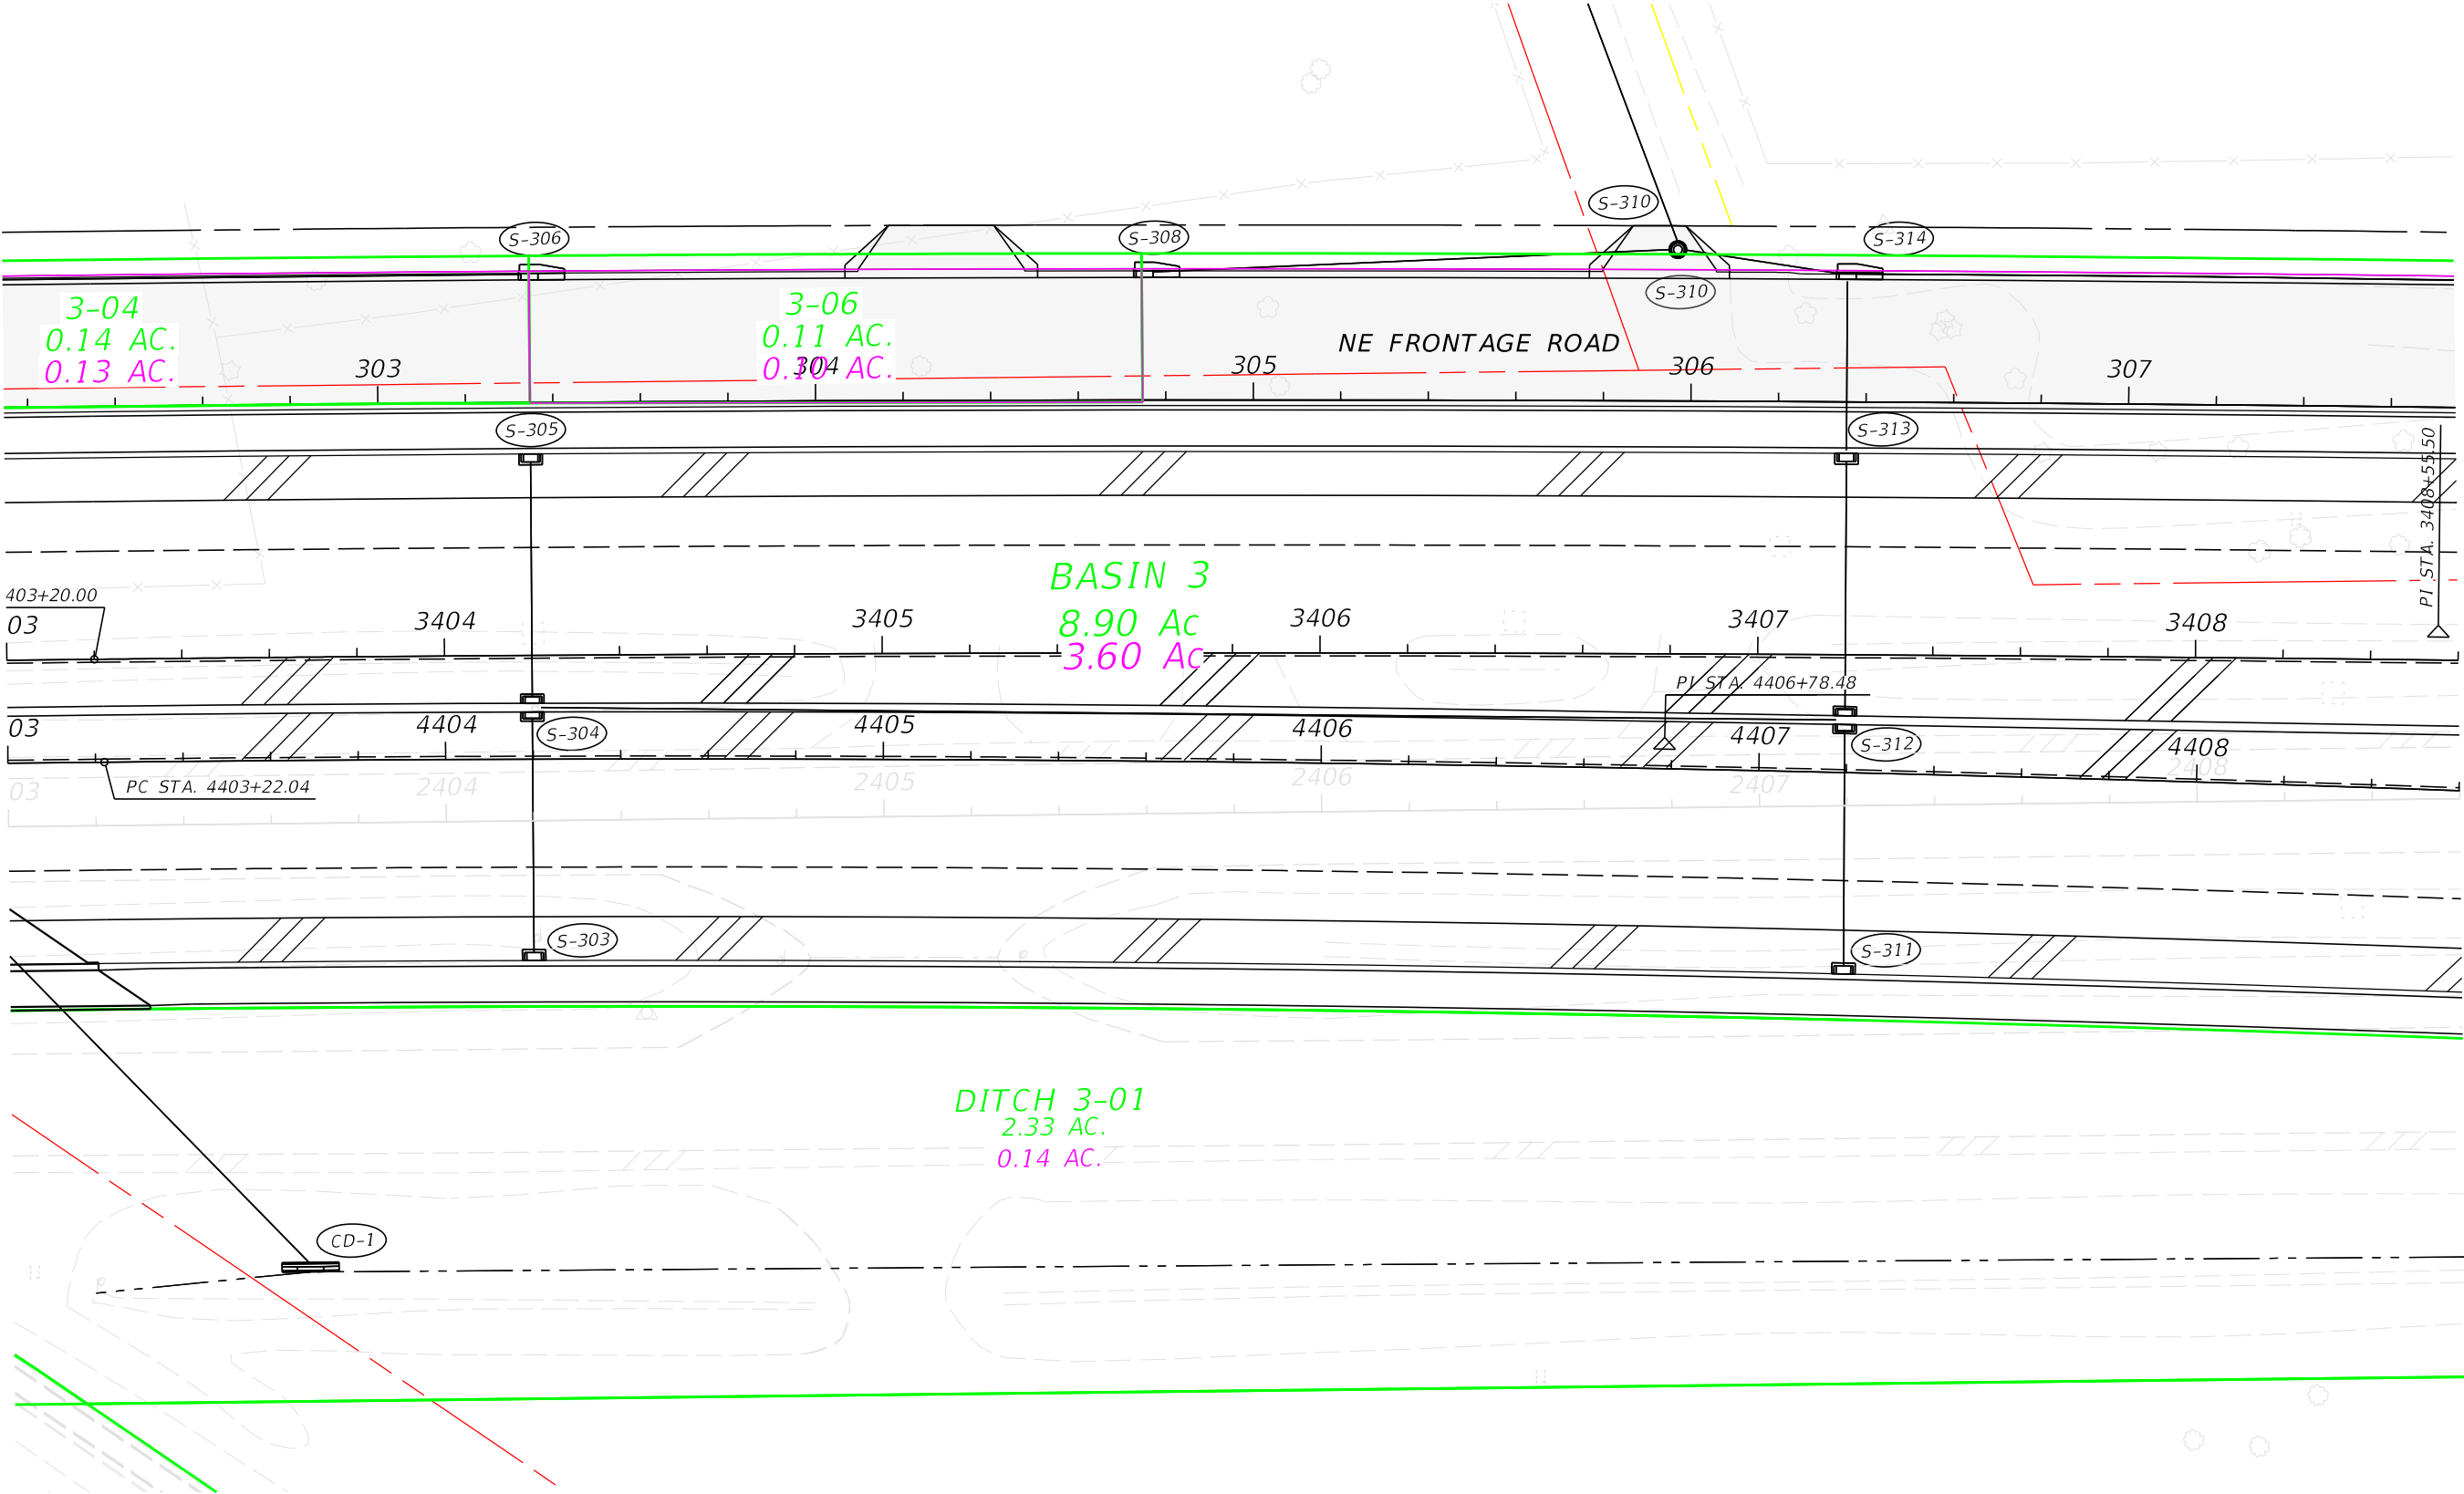 S-310
S-306
S-308
S-314
S-310
3-04
0.14 AC.
0.13 AC.
3-06
0.11 AC.
0.10 AC.
NE FRONTAGE ROAD
303
304
305
306
307
S-305
S-313
PI STA. 3408+55.50
BASIN 3
8.90 Ac
3.60 Ac
403+20.00
03
3404
3405
3406
3407
3408
PI STA. 4406+78.48
03
4404
S-304
4405
4406
4407
S-312
4408
PC STA. 4403+22.04
03
2404
2405
2406
2407
2408
S-303
S-311
DITCH 3-01
2.33 AC.
0.14 AC.
CD-1